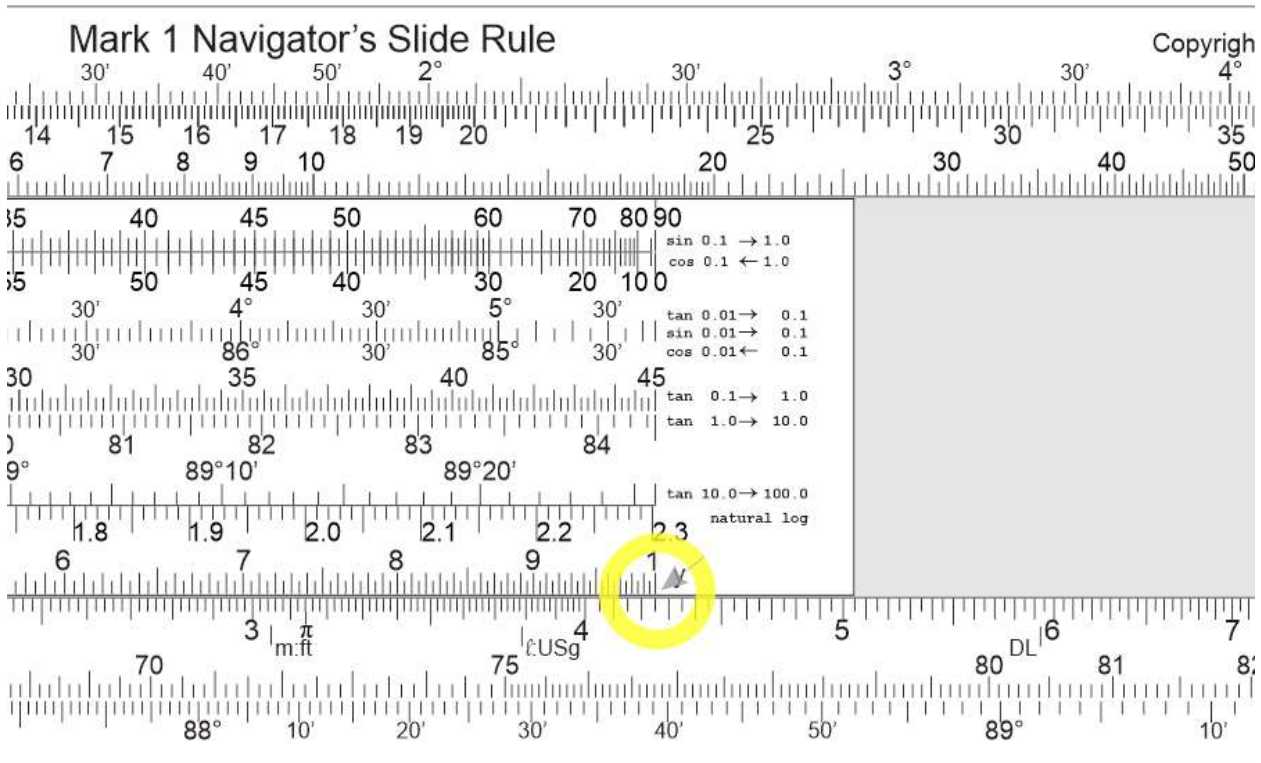 Mark 1 Navigator’s Slide Rule
Copyrigh
30' 40' 50' 2° 30' 3° 30' 4°
14 15 16 17 18 19 20 25 30 35
6 7 8 9 10 20 30 40 50
35 40 45 50 60 70 80 90
sin 0.1 → 1.0
cos 0.1 ← 1.0
55 50 45 40 30 20 10 0
30' 4° 30' 5° 30'
tan 0.01→ 0.1
sin 0.01→ 0.1
cos 0.01← 0.1
30' 86° 30' 85° 30'
30 35 40 45
tan 0.1→ 1.0
tan 1.0→ 10.0
81 82 83 84
9° 89°10' 89°20'
tan 10.0→ 100.0
natural log
1.8 1.9 2.0 2.1 2.2 2.3
6 7 8 9 1
3 m:ft π ℓ:USg 4 5 DL 6 7
70 75 80 81 82
88° 10' 20' 30' 40' 50' 89° 10'